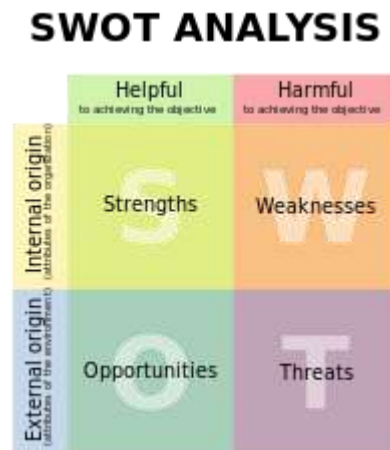 SWOT ANALYSIS
Helpful
to achieving the objective
Harmful
to achieving the objective
Internal origin
(attributes of the organization)
S
Strengths
W
Weaknesses
External origin
(attributes of the environment)
O
Opportunities
T
Threats